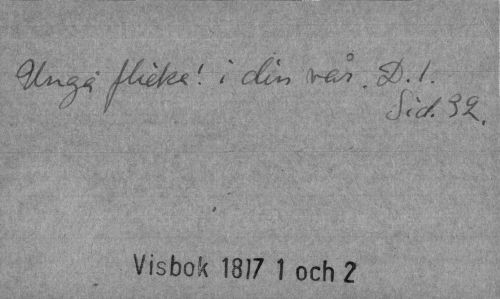 Unga flicka! i din vår. D. 1.
Sid. 32.
Visbok 1817 1 och 2